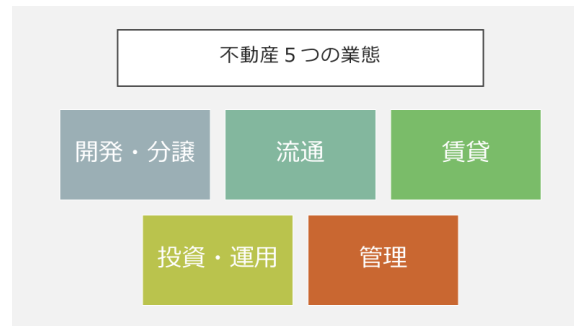 不動産５つの業態
開発・分譲
流通
賃貸
投資・運用
管理